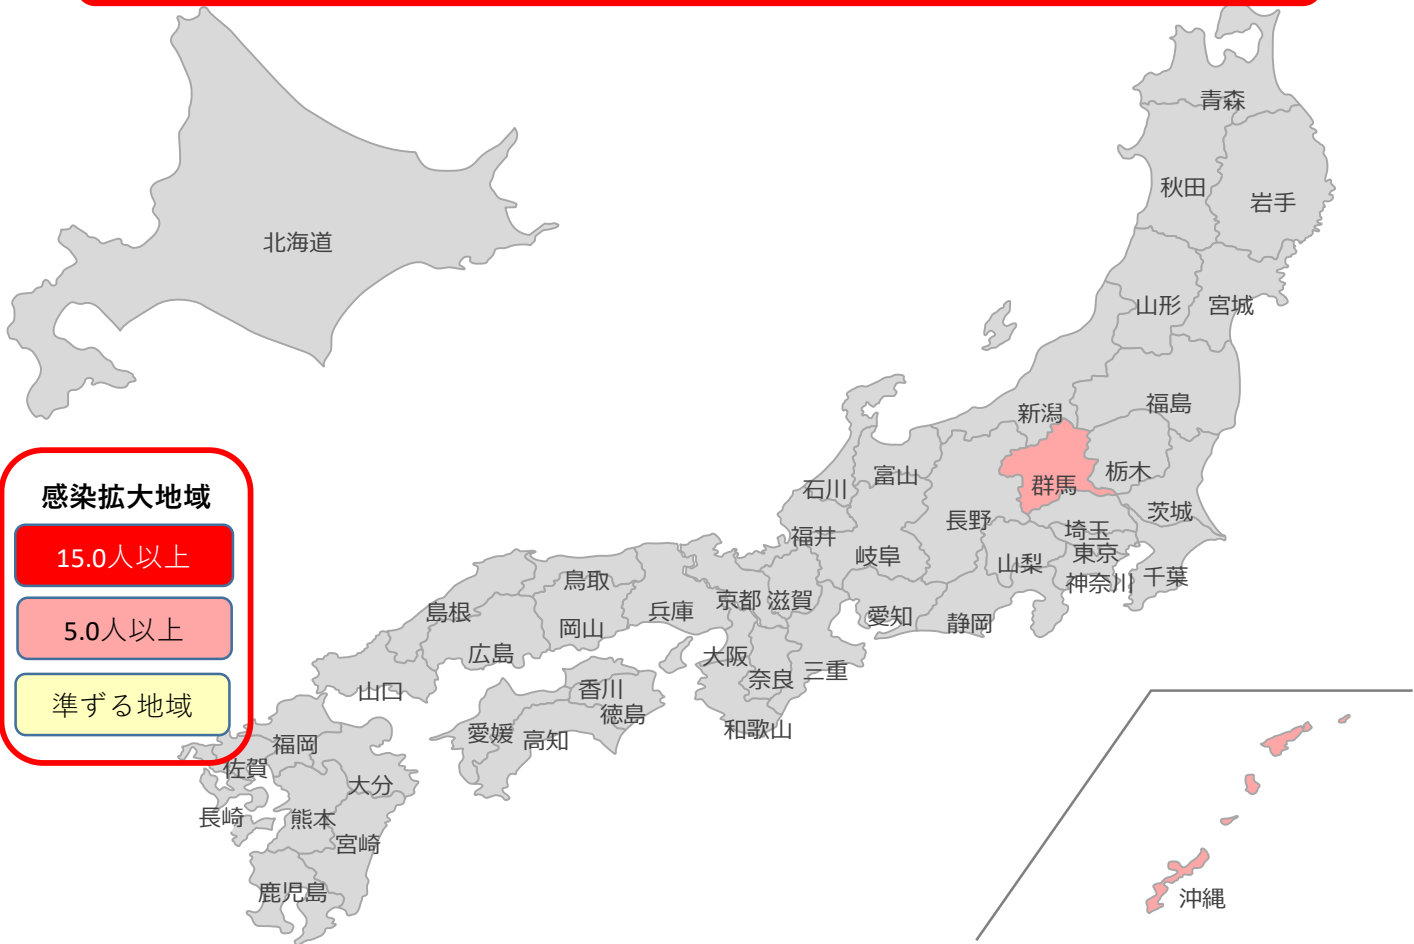 青森
秋田
岩手
北海道
山形
宮城
福島
新潟
富山
石川
群馬
栃木
茨城
感染拡大地域
15.0人以上
5.0人以上
準ずる地域
長野
埼玉
福井
岐阜
山梨
東京
神奈川
千葉
鳥取
島根
兵庫
京都
滋賀
愛知
静岡
岡山
広島
大阪
奈良
三重
山口
香川
徳島
和歌山
愛媛
高知
福岡
佐賀
大分
長崎
熊本
宮崎
鹿児島
沖縄